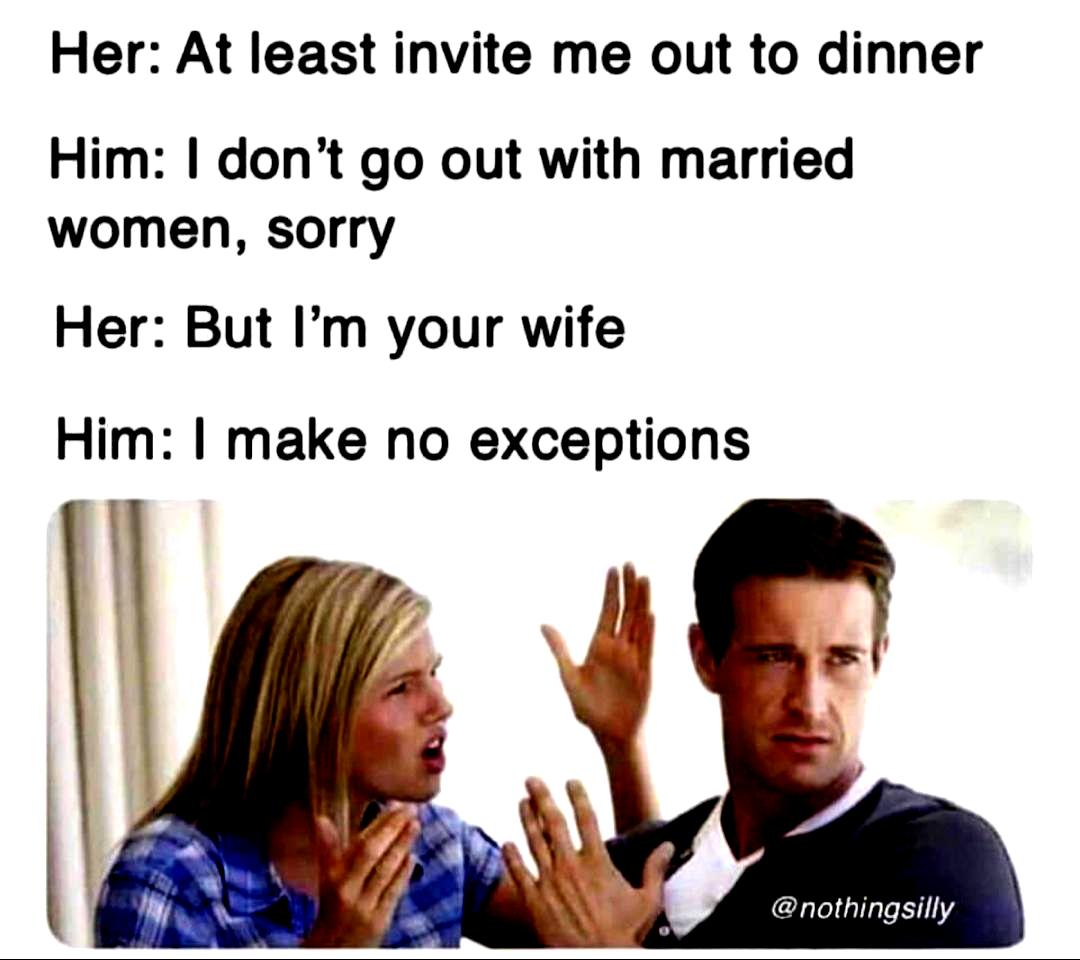 Her: At least invite me out to dinner
Him: I don’t go out with married
women, sorry
Her: But I’m your wife
Him: I make no exceptions
@nothingsilly